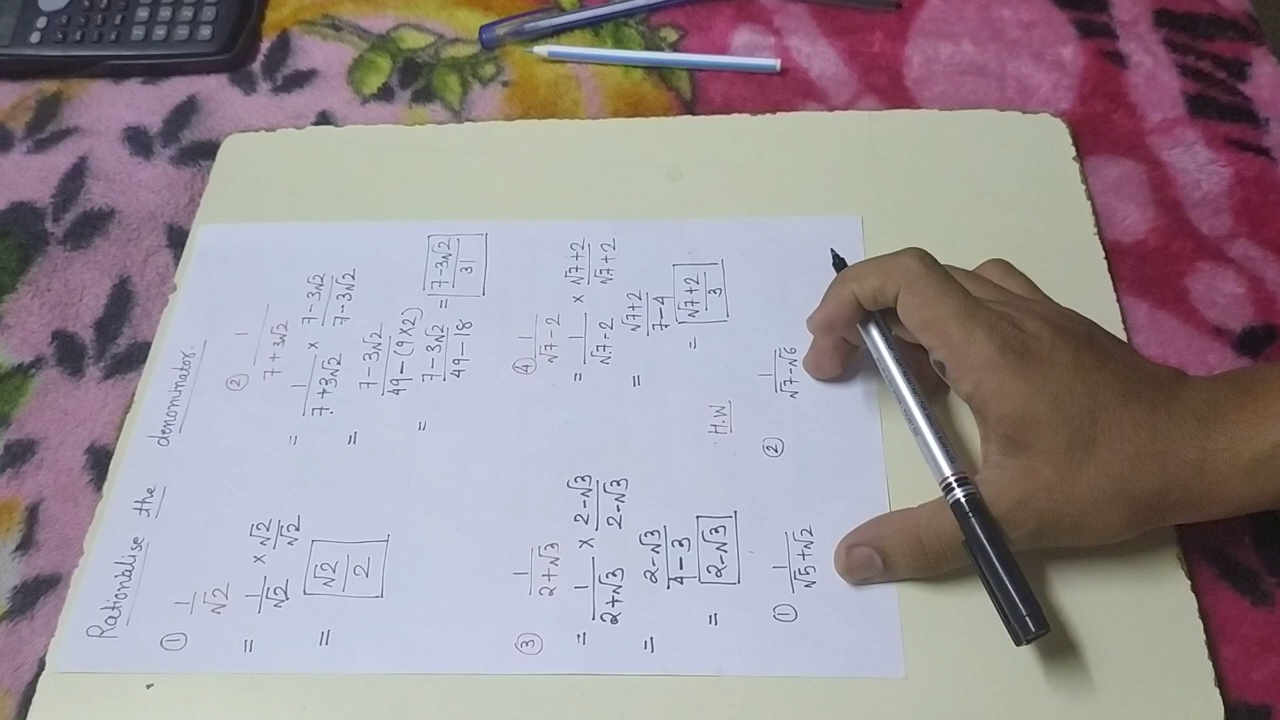 Rationalise the denominator.
① 1/√2
= 1/√2 × √2/√2
= √2/2
② 1/7+3√2
= 1/7+3√2 × 7-3√2/7-3√2
= 7-3√2/49-(9×2)
= 7-3√2/49-18 = 7-3√2/31
③ 1/2+√3
= 1/2+√3 × 2-√3/2-√3
= 2-√3/4-3
= 2-√3
④ 1/√7-2
= 1/√7-2 × √7+2/√7+2
= √7+2/7-4
= √7+2/3
H.W
① 1/√5+√2
② 1/√7-√6